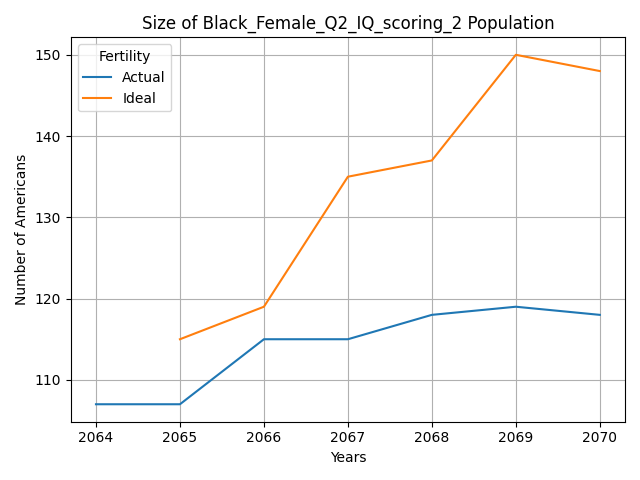 Size of Black_Female_Q2_IQ_scoring_2 Population
Fertility
Actual
Ideal
Number of Americans
150
140
130
120
110
2064 2065 2066 2067 2068 2069 2070
Years